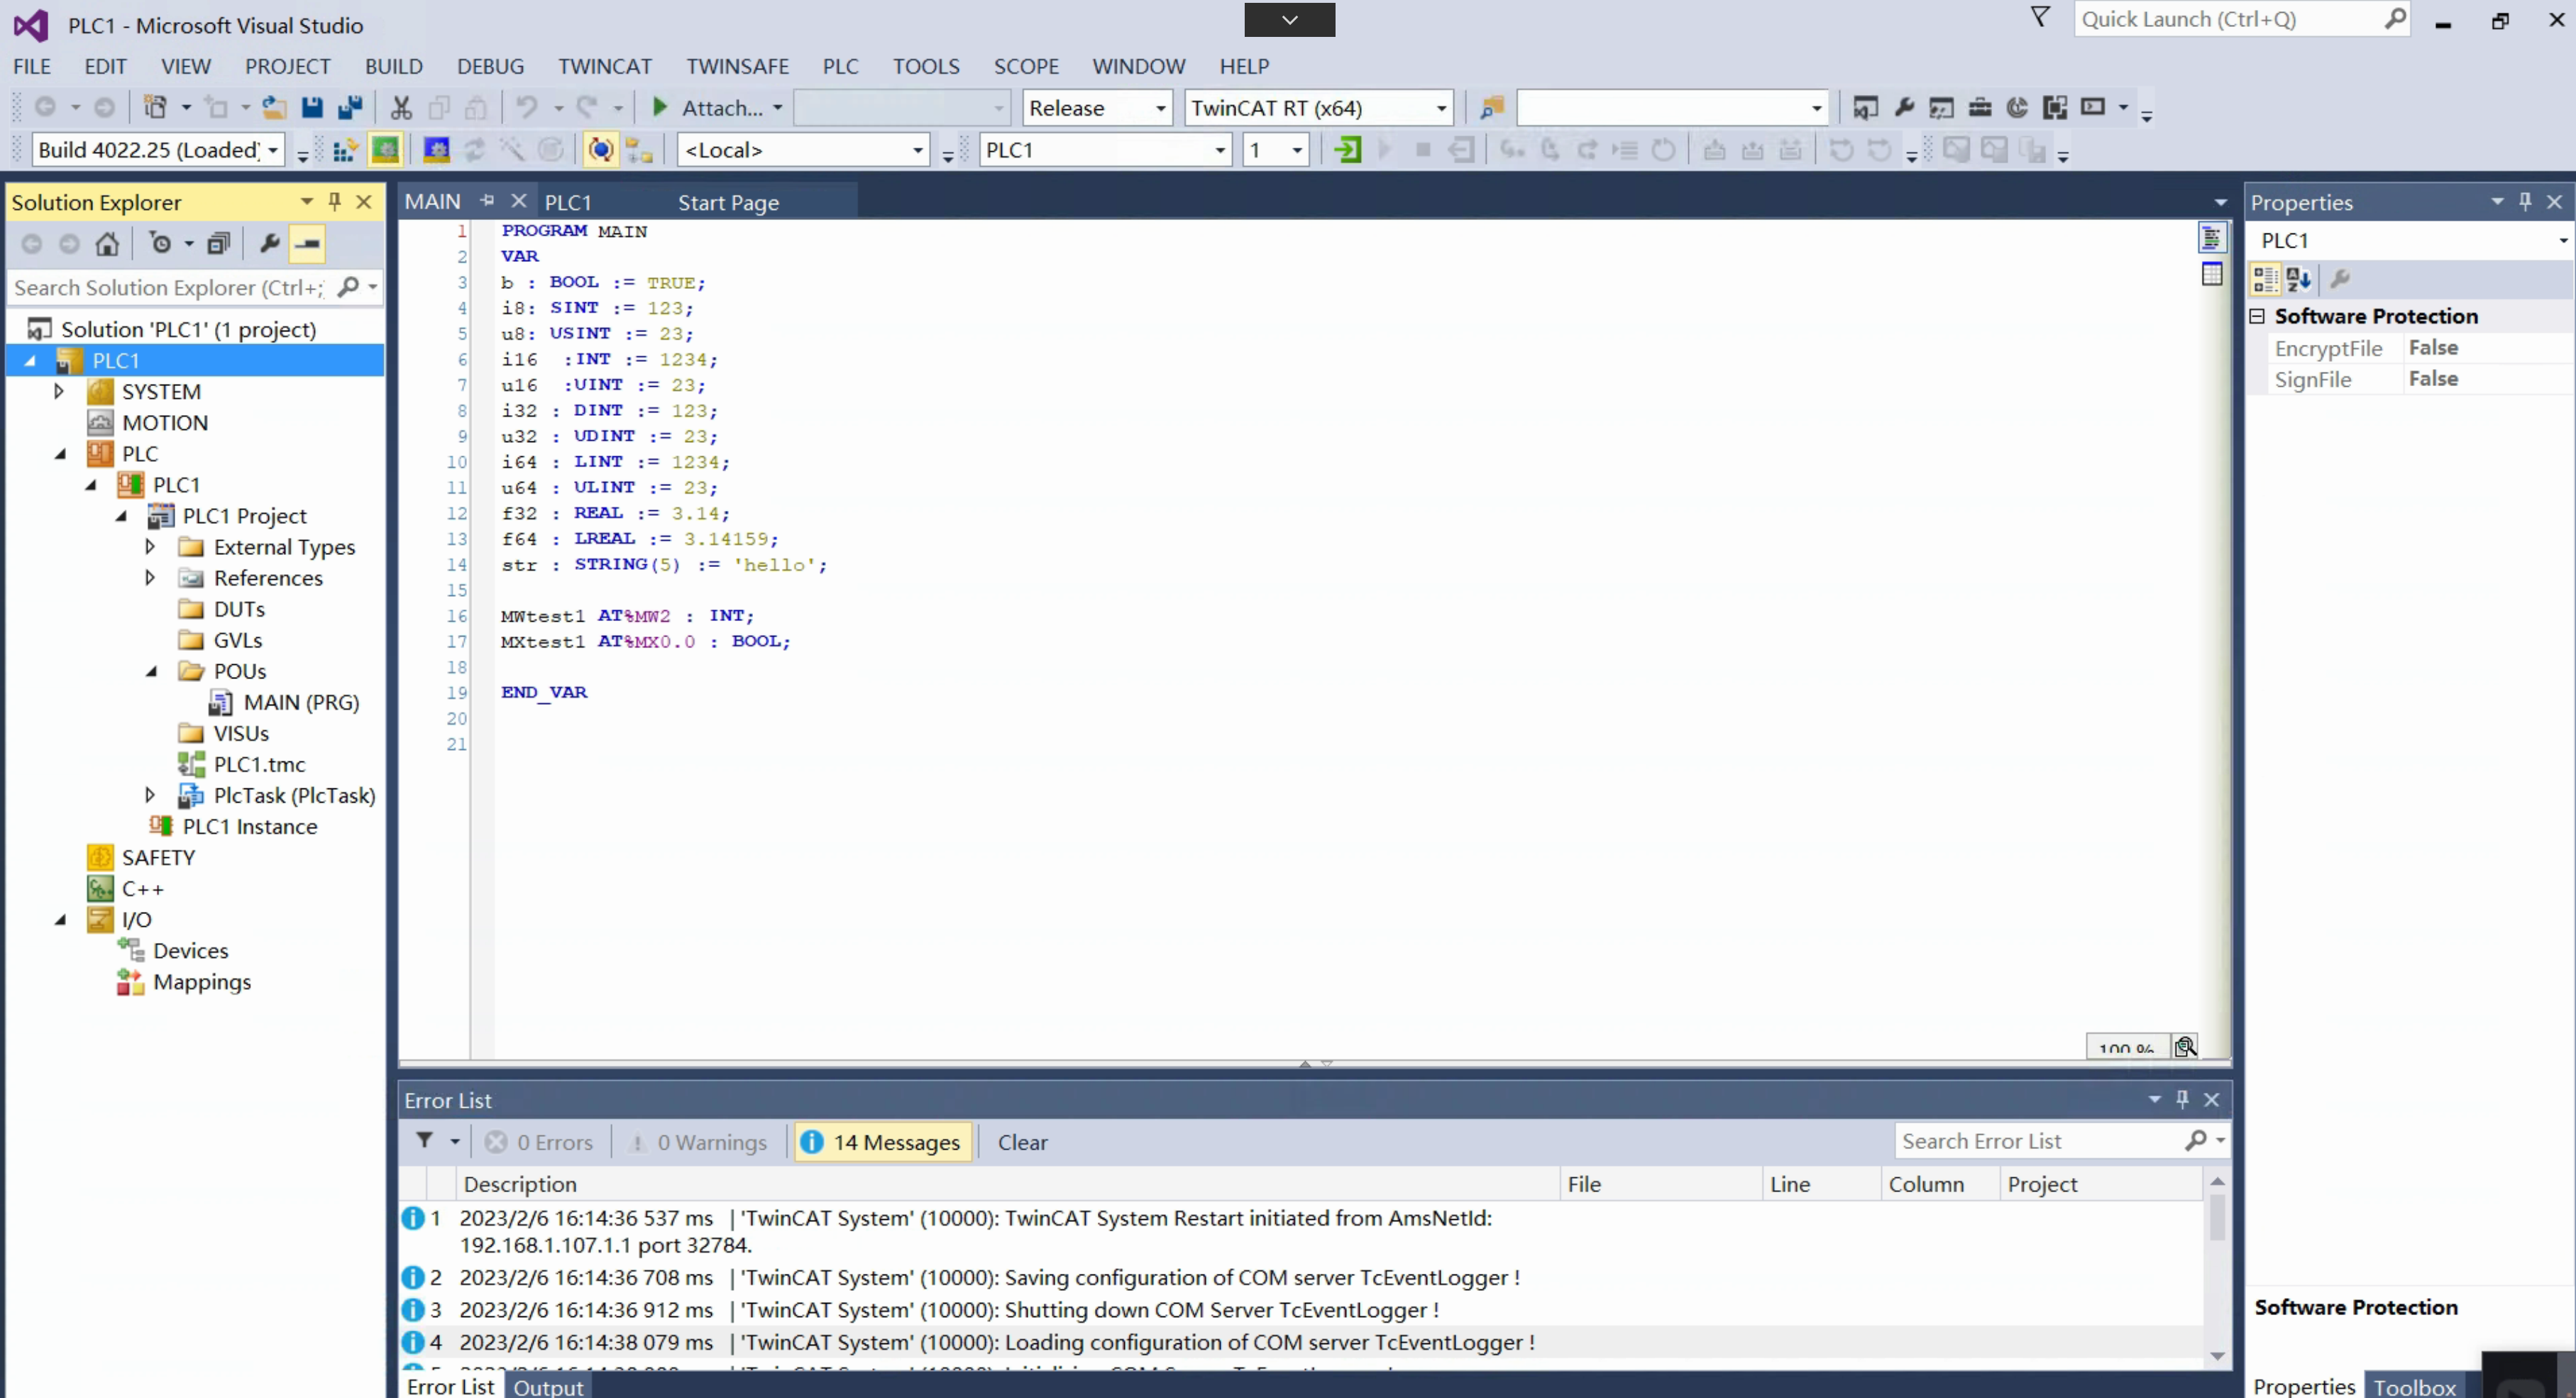 PLC1 - Microsoft Visual Studio
Quick Launch (Ctrl+Q)
FILE EDIT VIEW PROJECT BUILD DEBUG TWINCAT TWINSAFE PLC TOOLS SCOPE WINDOW HELP
Attach... Release TwinCAT RT (x64)
Build 4022.25 (Loaded) <Local> PLC1 1
Solution Explorer
Search Solution Explorer (Ctrl+;
Solution 'PLC1' (1 project)
PLC1
SYSTEM
MOTION
PLC
PLC1
PLC1 Project
External Types
References
DUTs
GVLs
POUs
MAIN (PRG)
VISUs
PLC1.tmc
PlcTask (PlcTask)
PLC1 Instance
SAFETY
C++
I/O
Devices
Mappings
MAIN PLC1 Start Page
1 PROGRAM MAIN
2 VAR
3 b : BOOL := TRUE;
4 i8: SINT := 123;
5 u8: USINT := 23;
6 i16  :INT := 1234;
7 u16  :UINT := 23;
8 i32 : DINT := 123;
9 u32 : UDINT := 23;
10 i64 : LINT := 1234;
11 u64 : ULINT := 23;
12 f32 : REAL := 3.14;
13 f64 : LREAL := 3.14159;
14 str : STRING(5) := 'hello';
15
16 MWtest1 AT%MW2 : INT;
17 MXtest1 AT%MX0.0 : BOOL;
18
19 END_VAR
20
21
100 %
Error List
0 Errors 0 Warnings 14 Messages Clear
Search Error List
Description File Line Column Project
1 2023/2/6 16:14:36 537 ms | 'TwinCAT System' (10000): TwinCAT System Restart initiated from AmsNetId:
192.168.1.107.1.1 port 32784.
2 2023/2/6 16:14:36 708 ms | 'TwinCAT System' (10000): Saving configuration of COM server TcEventLogger !
3 2023/2/6 16:14:36 912 ms | 'TwinCAT System' (10000): Shutting down COM Server TcEventLogger !
4 2023/2/6 16:14:38 079 ms | 'TwinCAT System' (10000): Loading configuration of COM server TcEventLogger !
Error List Output
Properties
PLC1
Software Protection
EncryptFile False
SignFile False
Software Protection
Properties Toolbox